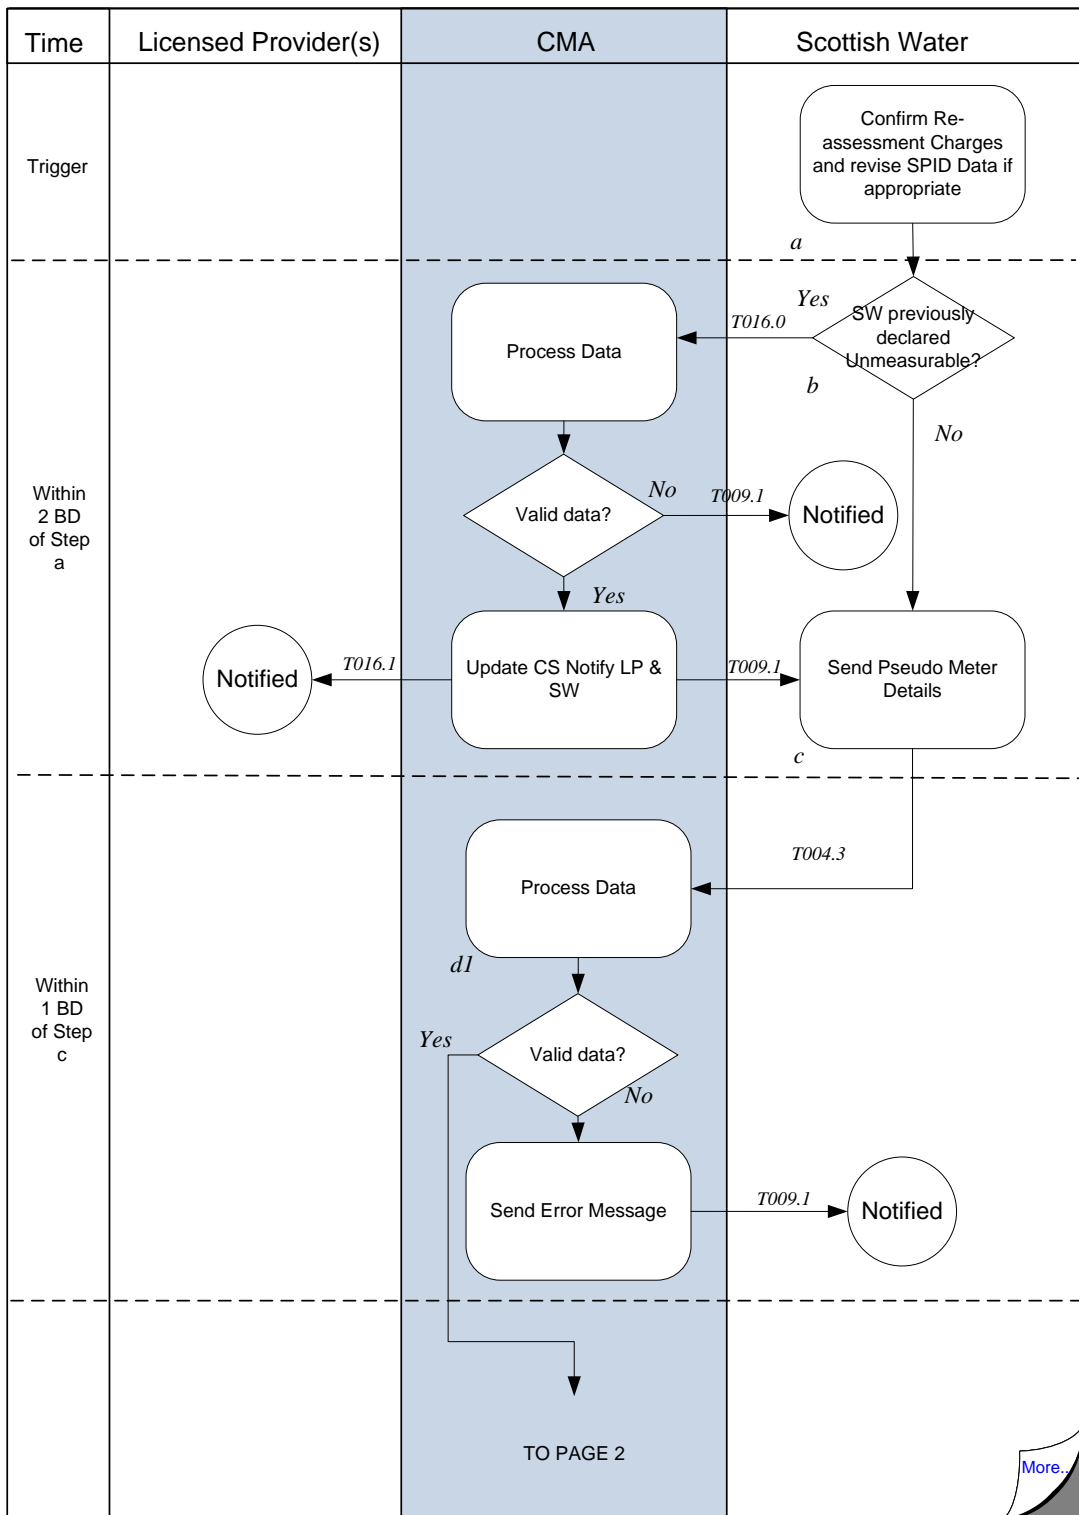 Time
Licensed Provider(s)
CMA
Scottish Water
Trigger
Confirm Re-
assessment Charges
and revise SPID Data if
appropriate
a
Within
2 BD
of Step
a
Yes
SW previously
declared
Unmeasurable?
T016.0
Process Data
b
No
Valid data?
No
T009.1
Notified
Yes
Notified
T016.1
Update CS Notify LP &
SW
T009.1
Send Pseudo Meter
Details
c
Within
1 BD
of Step
c
T004.3
Process Data
d1
Yes
Valid data?
No
Send Error Message
T009.1
Notified
TO PAGE 2
More..